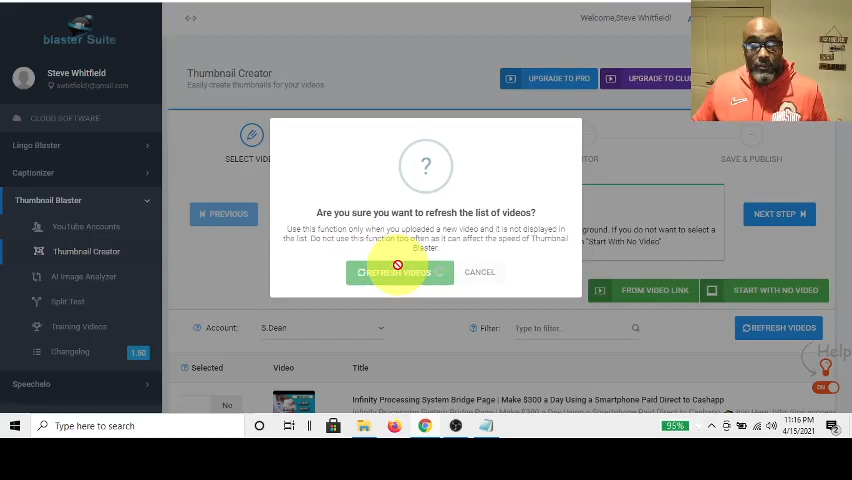 blaster Suite
Welcome,Steve Whitfield!
Steve Whitfield
swhitfieldjr@gmail.com
CLOUD SOFTWARE
Lingo Blaster
Captionizer
Thumbnail Blaster
YouTube Accounts
Thumbnail Creator
AI Image Analyzer
Split Test
Training Videos
Changelog
1.50
Speechelo
Thumbnail Creator
Easily create thumbnails for your videos
UPGRADE TO PRO
UPGRADE TO CLU
SELECT VID
TOR
SAVE & PUBLISH
PREVIOUS
NEXT STEP
ground. If you do not want to select a
"Start With No Video"
?
Are you sure you want to refresh the list of videos?
Use this function only when you uploaded a new video and it is not displayed in
the list. Do not use this function too often as it can affect the speed of Thumbnail
Blaster.
REFRESH VIDEOS
CANCEL
FROM VIDEO LINK
START WITH NO VIDEO
Account:
S.Dean
Filter:
Type to filter...
REFRESH VIDEOS
Help
ON
Selected
Video
Title
No
Infinity Processing System Bridge Page | Make $300 a Day Using a Smartphone Paid Direct to Cashapp
Type here to search
95%
11:16 PM
4/15/2021
2